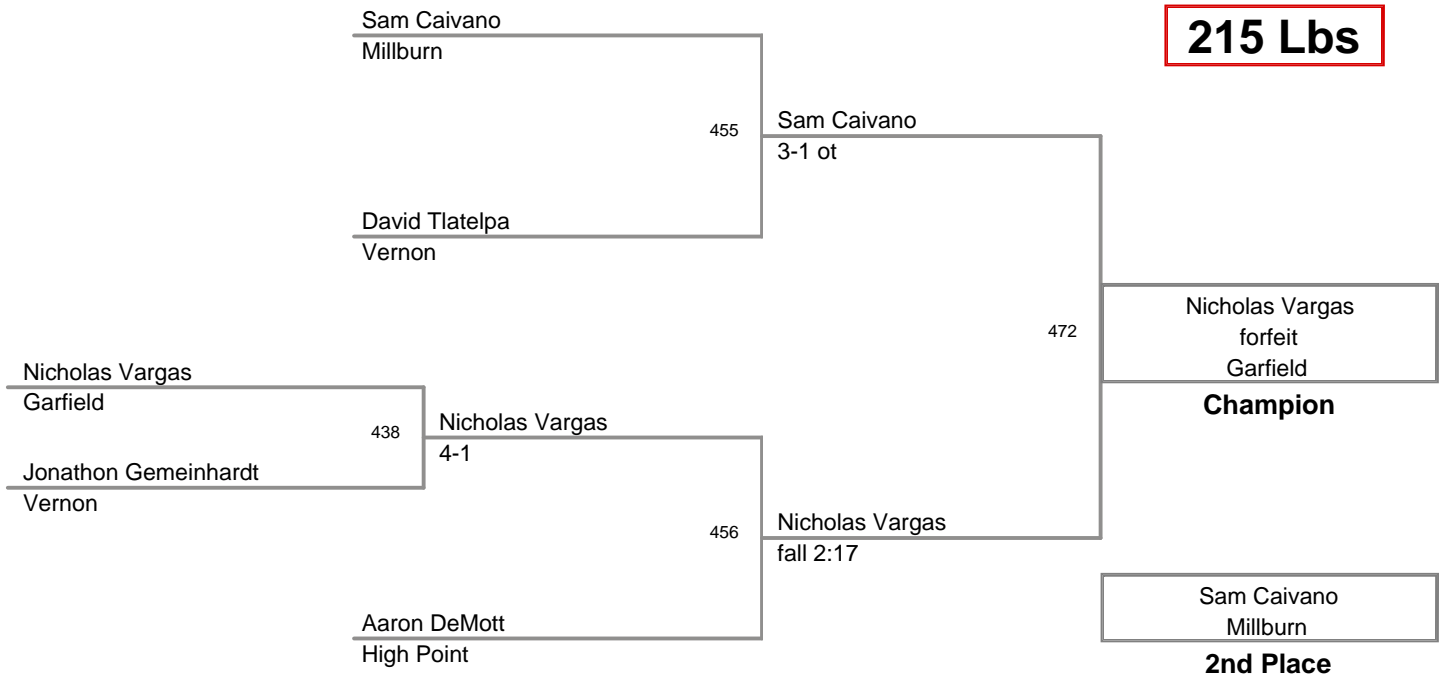 215 Lbs
Sam Caivano
Millburn
455
Sam Caivano
3-1 ot
David Tlatelpa
Vernon
Nicholas Vargas
Garfield
438
Nicholas Vargas
4-1
Jonathon Gemeinhardt
Vernon
456
Nicholas Vargas
fall 2:17
Aaron DeMott
High Point
472
Nicholas Vargas
forfeit
Garfield
Champion
Sam Caivano
Millburn
2nd Place